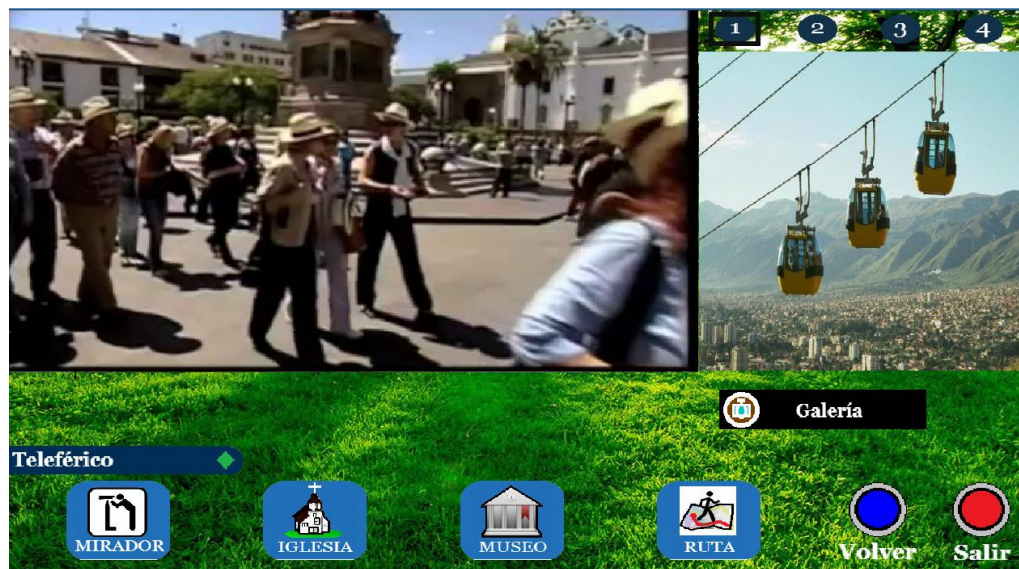 1 2 3 4
Galería
Teleférico
MIRADOR IGLESIA MUSEO RUTA
Volver Salir